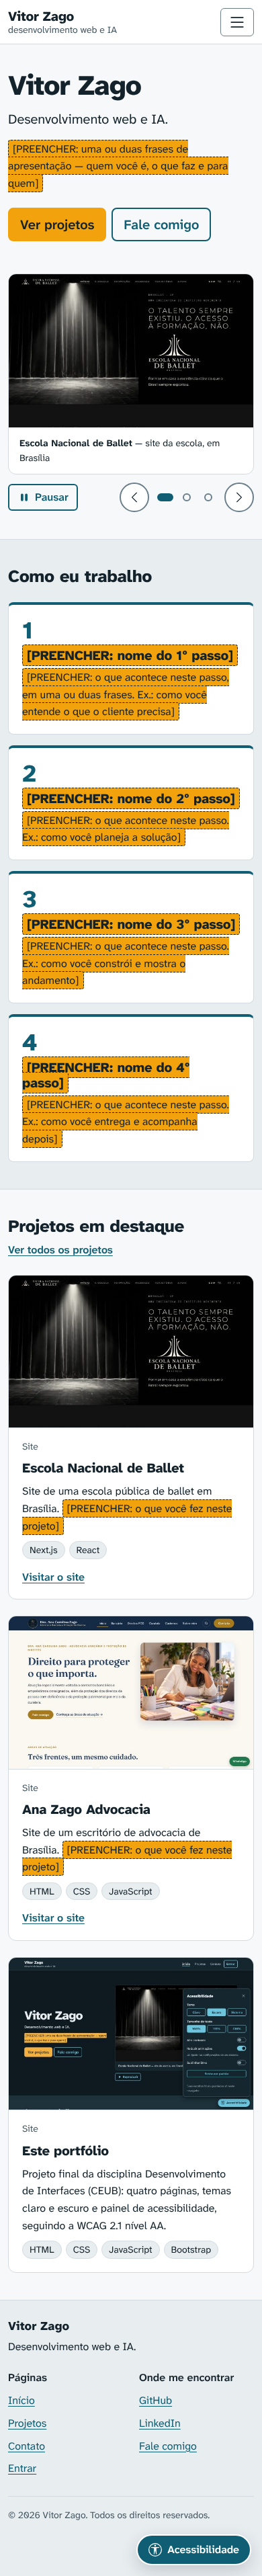 Vitor Zago
desenvolvimento web e IA
Vitor Zago
Desenvolvimento web e IA.
[PREENCHER: uma ou duas frases de
apresentação — quem você é, o que faz e para
quem]
Ver projetos
Fale comigo
ESCOLA NACIONAL DE BALLET
O TALENTO SEMPRE
EXISTIU. O ACESSO
À FORMAÇÃO, NÃO.
ESCOLA NACIONAL
DE BALLET
Escola Nacional de Ballet — site da escola, em
Brasília
Pausar
Como eu trabalho
1
[PREENCHER: nome do 1º passo]
[PREENCHER: o que acontece neste passo,
em uma ou duas frases. Ex.: como você
entende o que o cliente precisa]
2
[PREENCHER: nome do 2º passo]
[PREENCHER: o que acontece neste passo.
Ex.: como você planeja a solução]
3
[PREENCHER: nome do 3º passo]
[PREENCHER: o que acontece neste passo.
Ex.: como você constrói e mostra o
andamento]
4
[PREENCHER: nome do 4º
passo]
[PREENCHER: o que acontece neste passo.
Ex.: como você entrega e acompanha
depois]
Projetos em destaque
Ver todos os projetos
O TALENTO SEMPRE
EXISTIU. O ACESSO
À FORMAÇÃO, NÃO.
ESCOLA NACIONAL
DE BALLET
Site
Escola Nacional de Ballet
Site de uma escola pública de ballet em
Brasília. [PREENCHER: o que você fez neste
projeto]
Next.js
React
Visitar o site
Direito para proteger
o que importa.
Três frentes, um mesmo cuidado.
Site
Ana Zago Advocacia
Site de um escritório de advocacia de
Brasília. [PREENCHER: o que você fez neste
projeto]
HTML
CSS
JavaScript
Visitar o site
Vitor Zago
Desenvolvimento web e IA.
Acessibilidade
Site
Este portfólio
Projeto final da disciplina Desenvolvimento
de Interfaces (CEUB): quatro páginas, temas
claro e escuro e painel de acessibilidade,
seguindo a WCAG 2.1 nível AA.
HTML
CSS
JavaScript
Bootstrap
Vitor Zago
Desenvolvimento web e IA.
Páginas
Início
Projetos
Contato
Entrar
Onde me encontrar
GitHub
LinkedIn
Fale comigo
© 2026 Vitor Zago. Todos os direitos reservados.
Acessibilidade